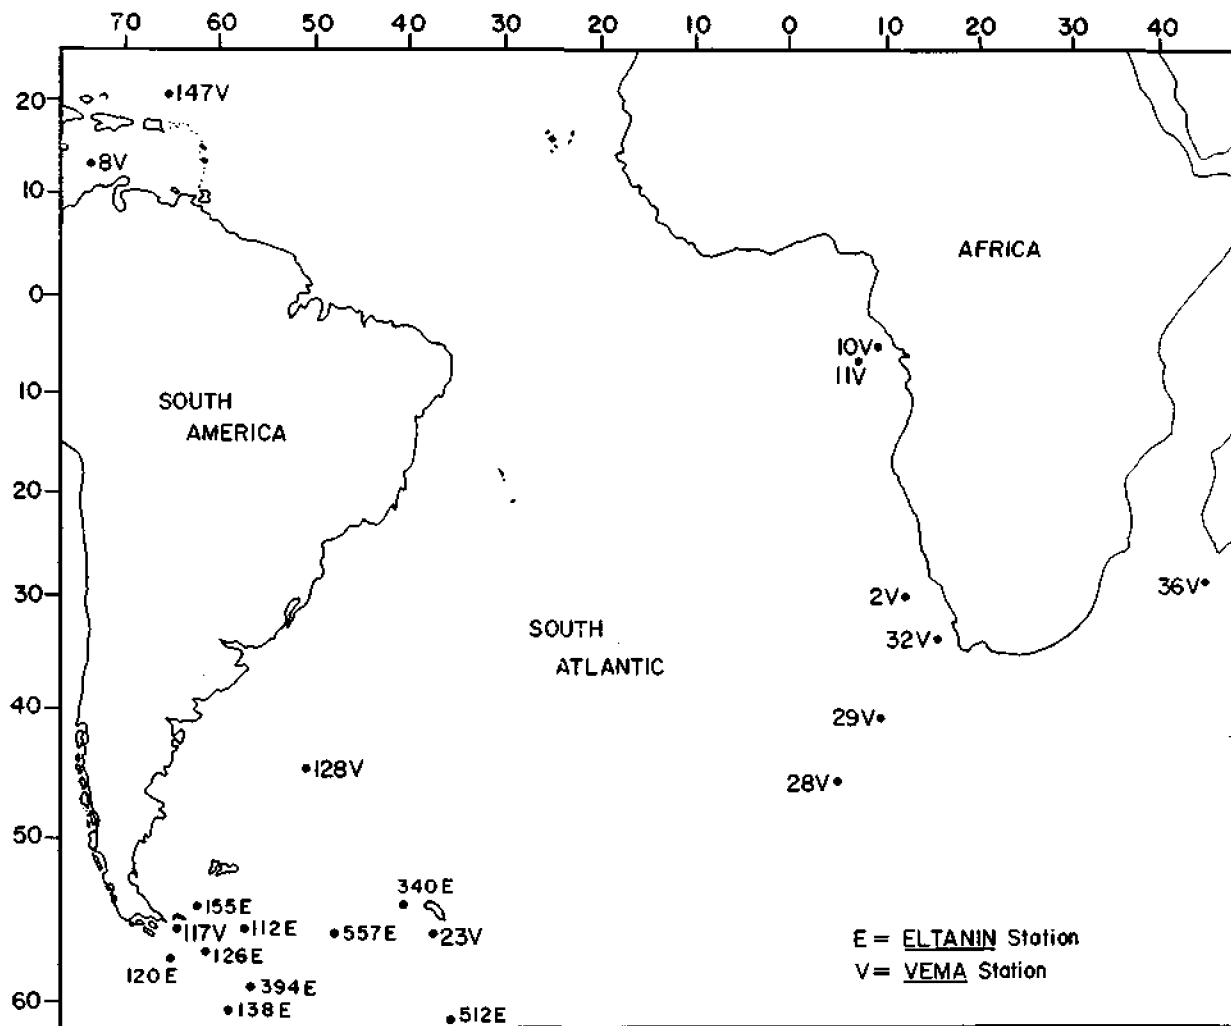 70 60 50 40 30 20 10 0 10 20 30 40
20
147V
8V
10
AFRICA
0
10V
11V
10
SOUTH
AMERICA
20
30
36V
2V
SOUTH
32V
ATLANTIC
40
29V
128V
28V
50
340E
155E
117V
112E
557E
23V
E = ELTANIN Station
126E
120E
V = VEMA Station
394E
60
138E
512E